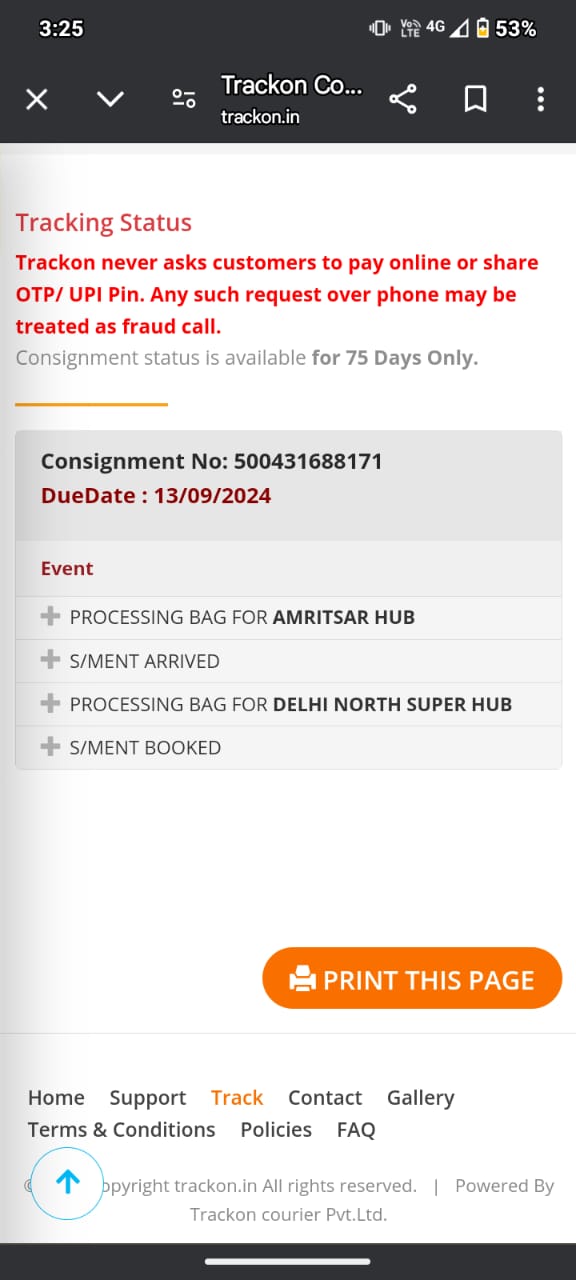 3:25
Vo LTE 4G 53%
Trackon Co...
trackon.in
Tracking Status
Trackon never asks customers to pay online or share
OTP/ UPI Pin. Any such request over phone may be
treated as fraud call.
Consignment status is available for 75 Days Only.
Consignment No: 500431688171
DueDate : 13/09/2024
Event
PROCESSING BAG FOR AMRITSAR HUB
S/MENT ARRIVED
PROCESSING BAG FOR DELHI NORTH SUPER HUB
S/MENT BOOKED
PRINT THIS PAGE
Home Support Track Contact Gallery
Terms & Conditions Policies FAQ
opyright trackon.in All rights reserved. | Powered By
Trackon courier Pvt.Ltd.